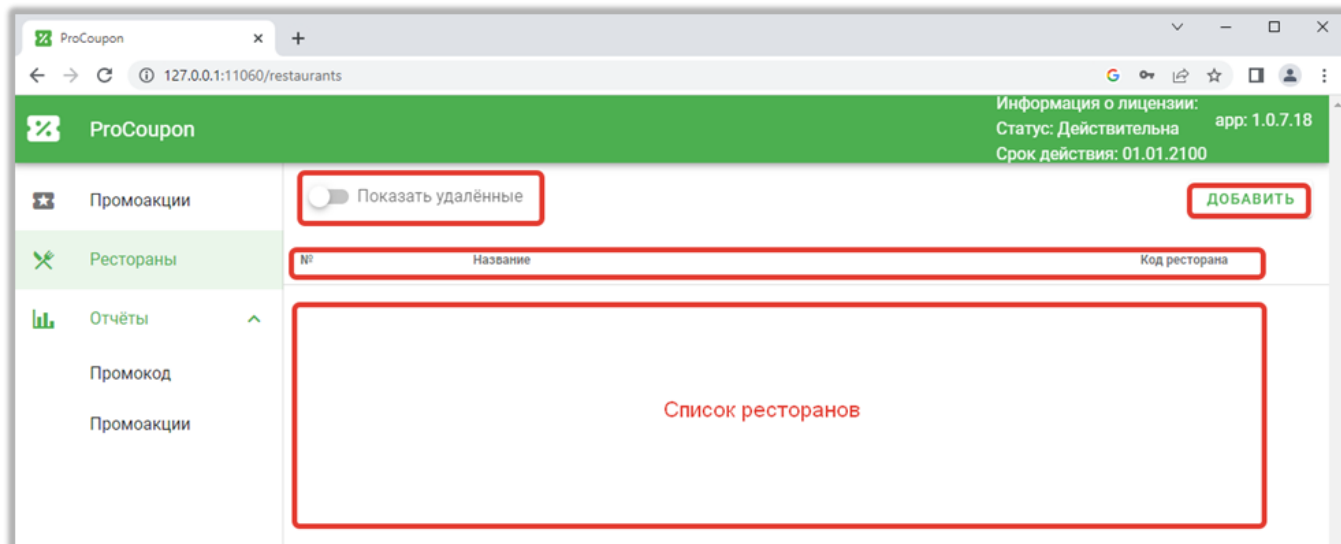 ProCoupon
127.0.0.1:11060/restaurants
ProCoupon
Информация о лицензии:
Статус: Действительна
Срок действия: 01.01.2100
app: 1.0.7.18
Промоакции
Показать удалённые
ДОБАВИТЬ
Рестораны
№ Название Код ресторана
Отчёты
Промокод
Промоакции
Список ресторанов